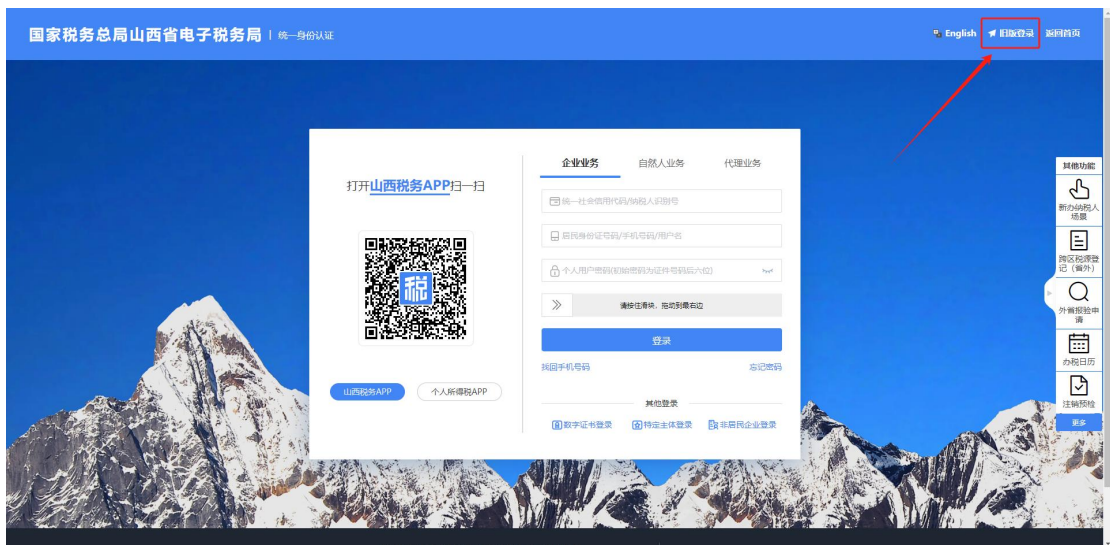 国家税务总局山西省电子税务局 | 统一身份认证
English 旧版登录 返回首页
打开山西税务APP扫一扫
税
山西税务APP 个人所得税APP
企业业务 自然人业务 代理业务
统一社会信用代码/纳税人识别号
居民身份证号码/手机号码/用户名
个人用户密码(初始密码为证件号码后六位)
请按住滑块，拖动到最右边
登录
找回手机号码 忘记密码
其他登录
数字证书登录 特定主体登录 非居民企业登录
其他功能
新办纳税人
场景
跨区税源登
记（省外）
外省报验申
请
办税日历
注销预检
更多